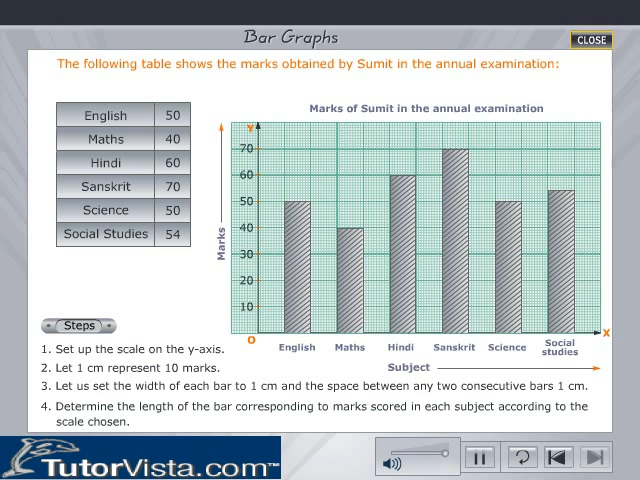 Bar Graphs
CLOSE
The following table shows the marks obtained by Sumit in the annual examination:
English 50
Maths 40
Hindi 60
Sanskrit 70
Science 50
Social Studies 54
Marks of Sumit in the annual examination
Y
70
60
50
40
30
20
10
O
X
Marks
English Maths Hindi Sanskrit Science Social studies
Subject
Steps
1. Set up the scale on the y-axis.
2. Let 1 cm represent 10 marks.
3. Let us set the width of each bar to 1 cm and the space between any two consecutive bars 1 cm.
4. Determine the length of the bar corresponding to marks scored in each subject according to the
scale chosen.
TutorVista.com™